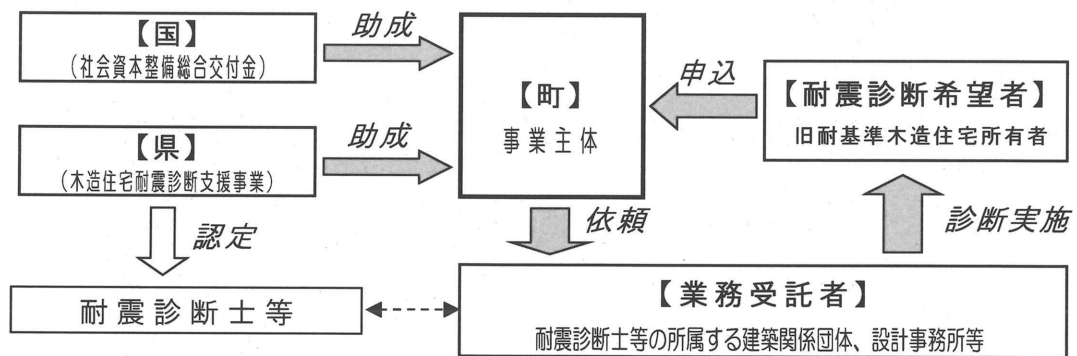 【国】
(社会資本整備総合交付金)
助成
【町】
事業主体
申込
【耐震診断希望者】
旧耐基準木造住宅所有者
【県】
(木造住宅耐震診断支援事業)
助成
認定
依頼
診断実施
耐震診断士等
【業務受託者】
耐震診断士等の所属する建築関係団体、設計事務所等